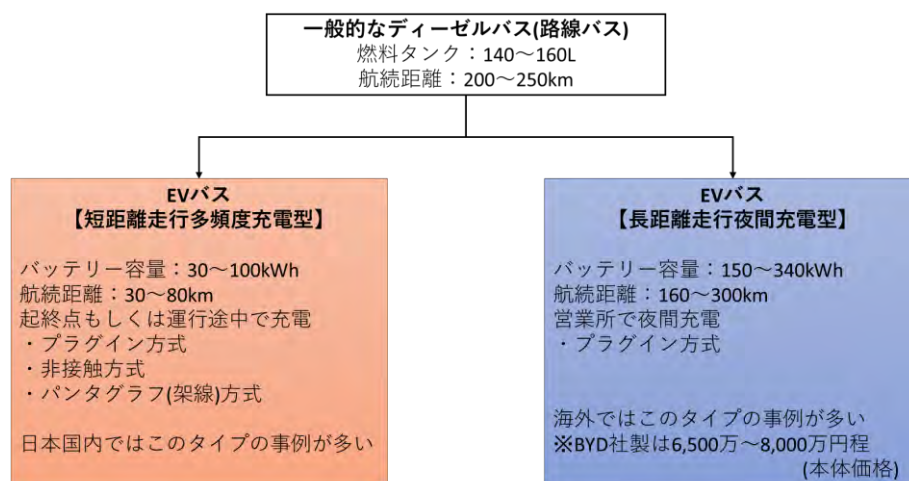 一般的なディーゼルバス(路線バス)
燃料タンク：140～160L
航続距離：200～250km
EVバス
【短距離走行多頻度充電型】
バッテリー容量：30～100kWh
航続距離：30～80km
起終点もしくは運行途中で充電
・プラグイン方式
・非接触方式
・パンタグラフ(架線)方式
日本国内ではこのタイプの事例が多い
EVバス
【長距離走行夜間充電型】
バッテリー容量：150～340kWh
航続距離：160～300km
営業所で夜間充電
・プラグイン方式
海外ではこのタイプの事例が多い
※BYD社製は6,500万～8,000万円程
(本体価格)